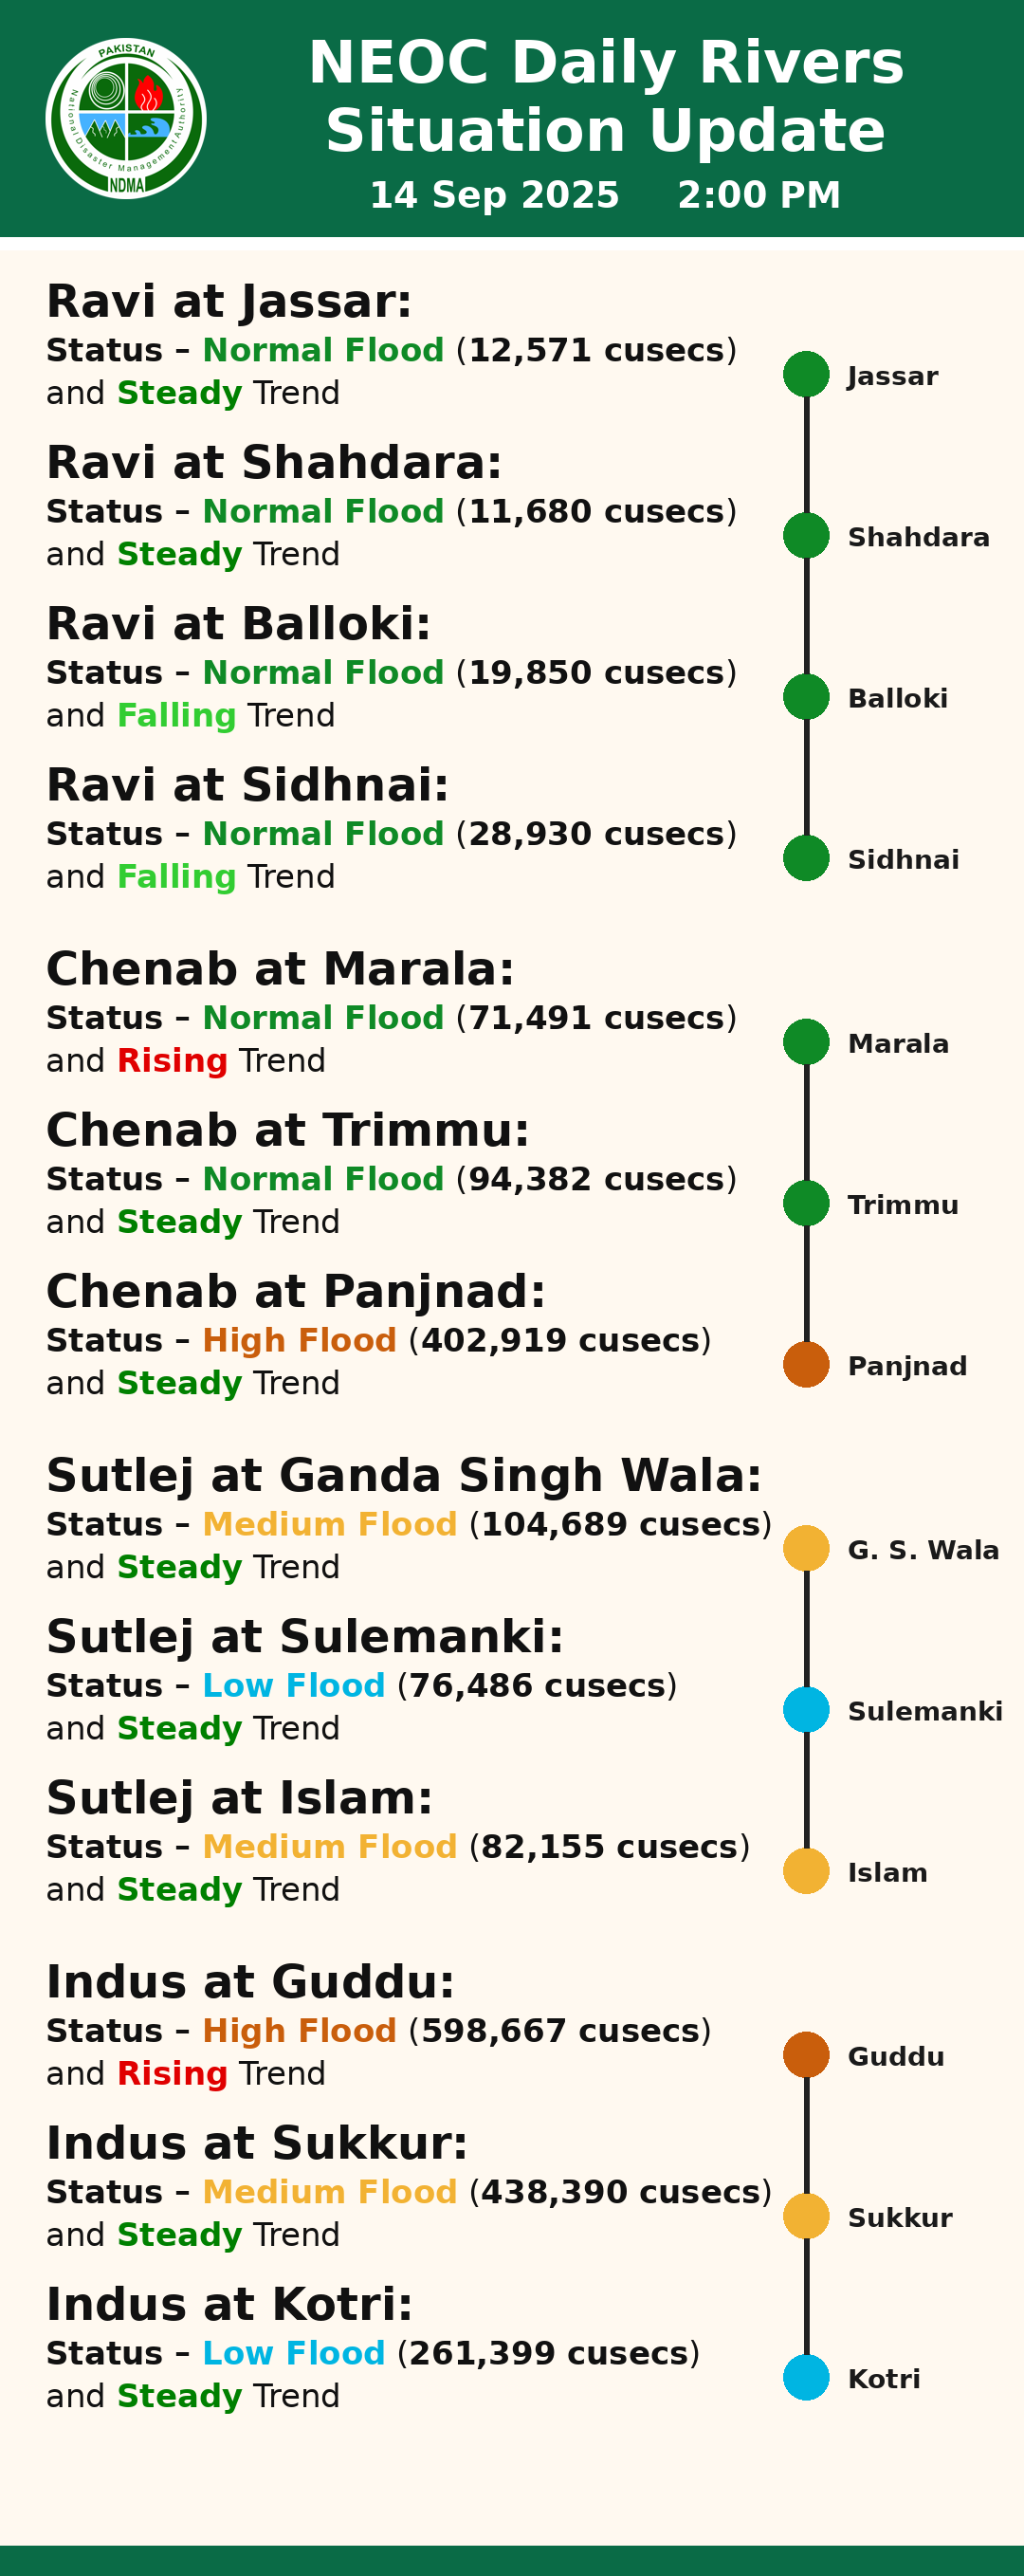 PAKISTAN
National Disaster Management Authority
NDMA
NEOC Daily Rivers
Situation Update
14 Sep 2025 2:00 PM
Ravi at Jassar:
Status – Normal Flood (12,571 cusecs)
and Steady Trend
Jassar
Ravi at Shahdara:
Status – Normal Flood (11,680 cusecs)
and Steady Trend
Shahdara
Ravi at Balloki:
Status – Normal Flood (19,850 cusecs)
and Falling Trend
Balloki
Ravi at Sidhnai:
Status – Normal Flood (28,930 cusecs)
and Falling Trend
Sidhnai
Chenab at Marala:
Status – Normal Flood (71,491 cusecs)
and Rising Trend
Marala
Chenab at Trimmu:
Status – Normal Flood (94,382 cusecs)
and Steady Trend
Trimmu
Chenab at Panjnad:
Status – High Flood (402,919 cusecs)
and Steady Trend
Panjnad
Sutlej at Ganda Singh Wala:
Status – Medium Flood (104,689 cusecs)
and Steady Trend
G. S. Wala
Sutlej at Sulemanki:
Status – Low Flood (76,486 cusecs)
and Steady Trend
Sulemanki
Sutlej at Islam:
Status – Medium Flood (82,155 cusecs)
and Steady Trend
Islam
Indus at Guddu:
Status – High Flood (598,667 cusecs)
and Rising Trend
Guddu
Indus at Sukkur:
Status – Medium Flood (438,390 cusecs)
and Steady Trend
Sukkur
Indus at Kotri:
Status – Low Flood (261,399 cusecs)
and Steady Trend
Kotri